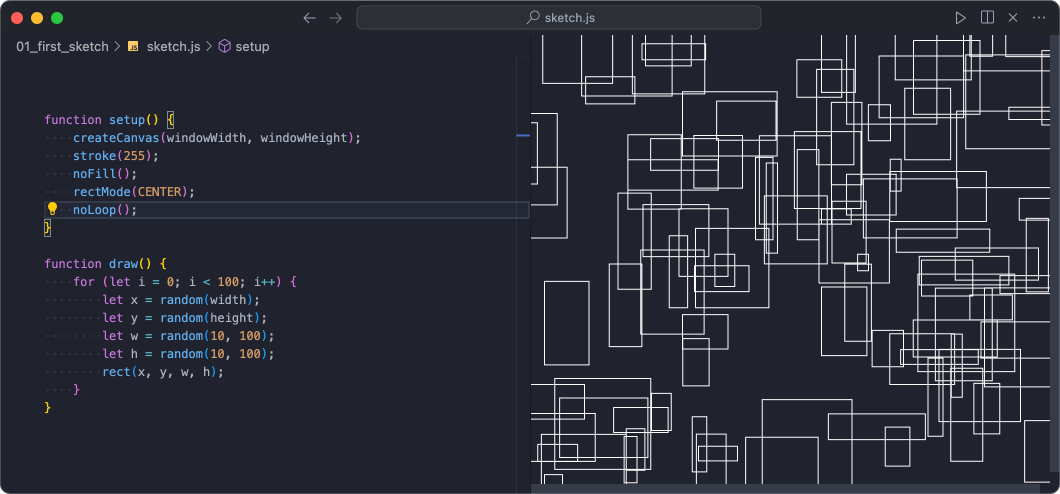 sketch.js
01_first_sketch > JS sketch.js > setup
function setup() {
    createCanvas(windowWidth, windowHeight);
    stroke(255);
    noFill();
    rectMode(CENTER);
    noLoop();
}
function draw() {
    for (let i = 0; i < 100; i++) {
        let x = random(width);
        let y = random(height);
        let w = random(10, 100);
        let h = random(10, 100);
        rect(x, y, w, h);
    }
}